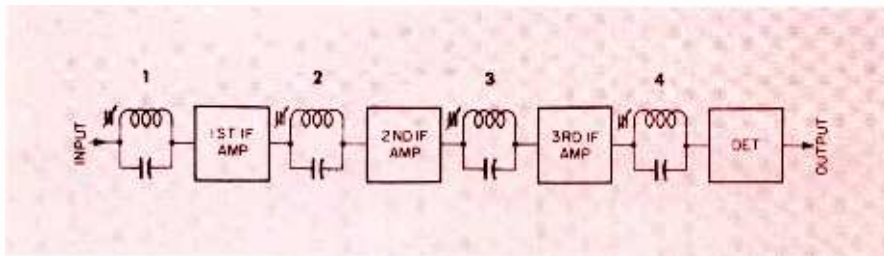 1
2
3
4
INPUT
1ST IF
AMP
2ND IF
AMP
3RD IF
AMP
DET
OUTPUT